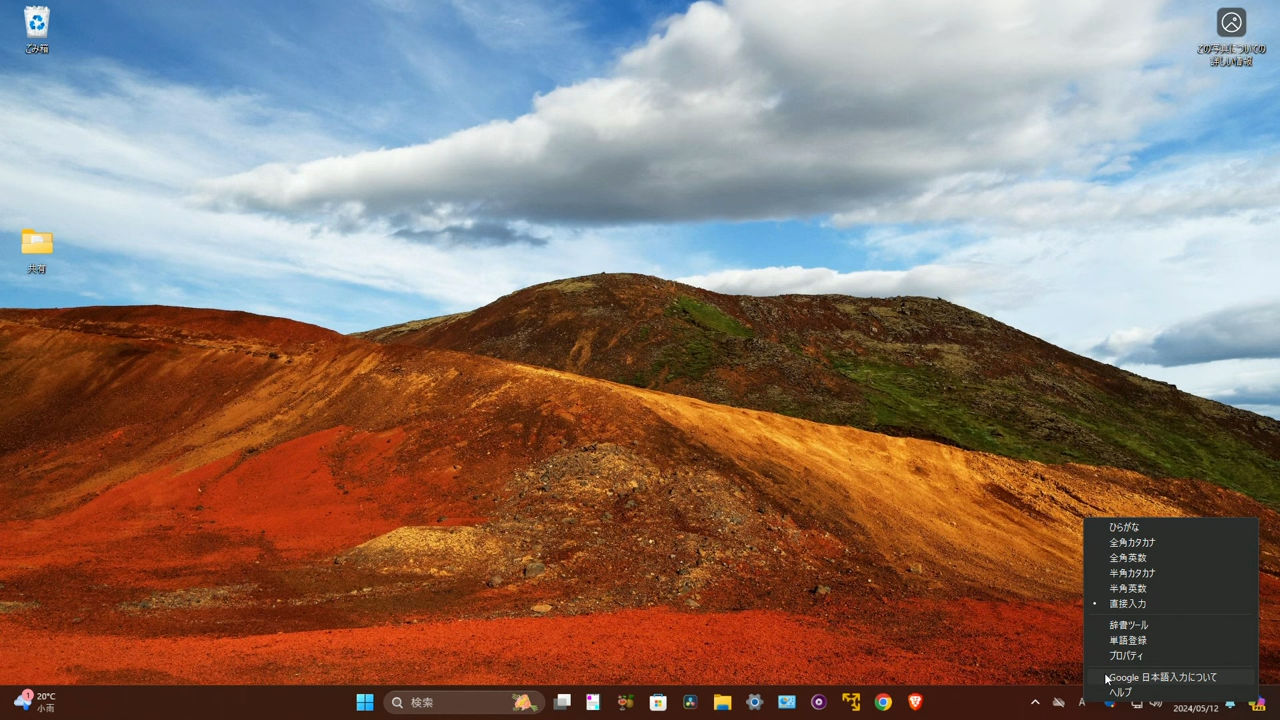 ごみ箱
この写真についての
詳しい情報
共有
ひらがな
全角カタカナ
全角英数
半角カタカナ
半角英数
直接入力
辞書ツール
単語登録
プロパティ
Google 日本語入力について
ヘルプ
1
20°C
小雨
検索
A
2024/05/12